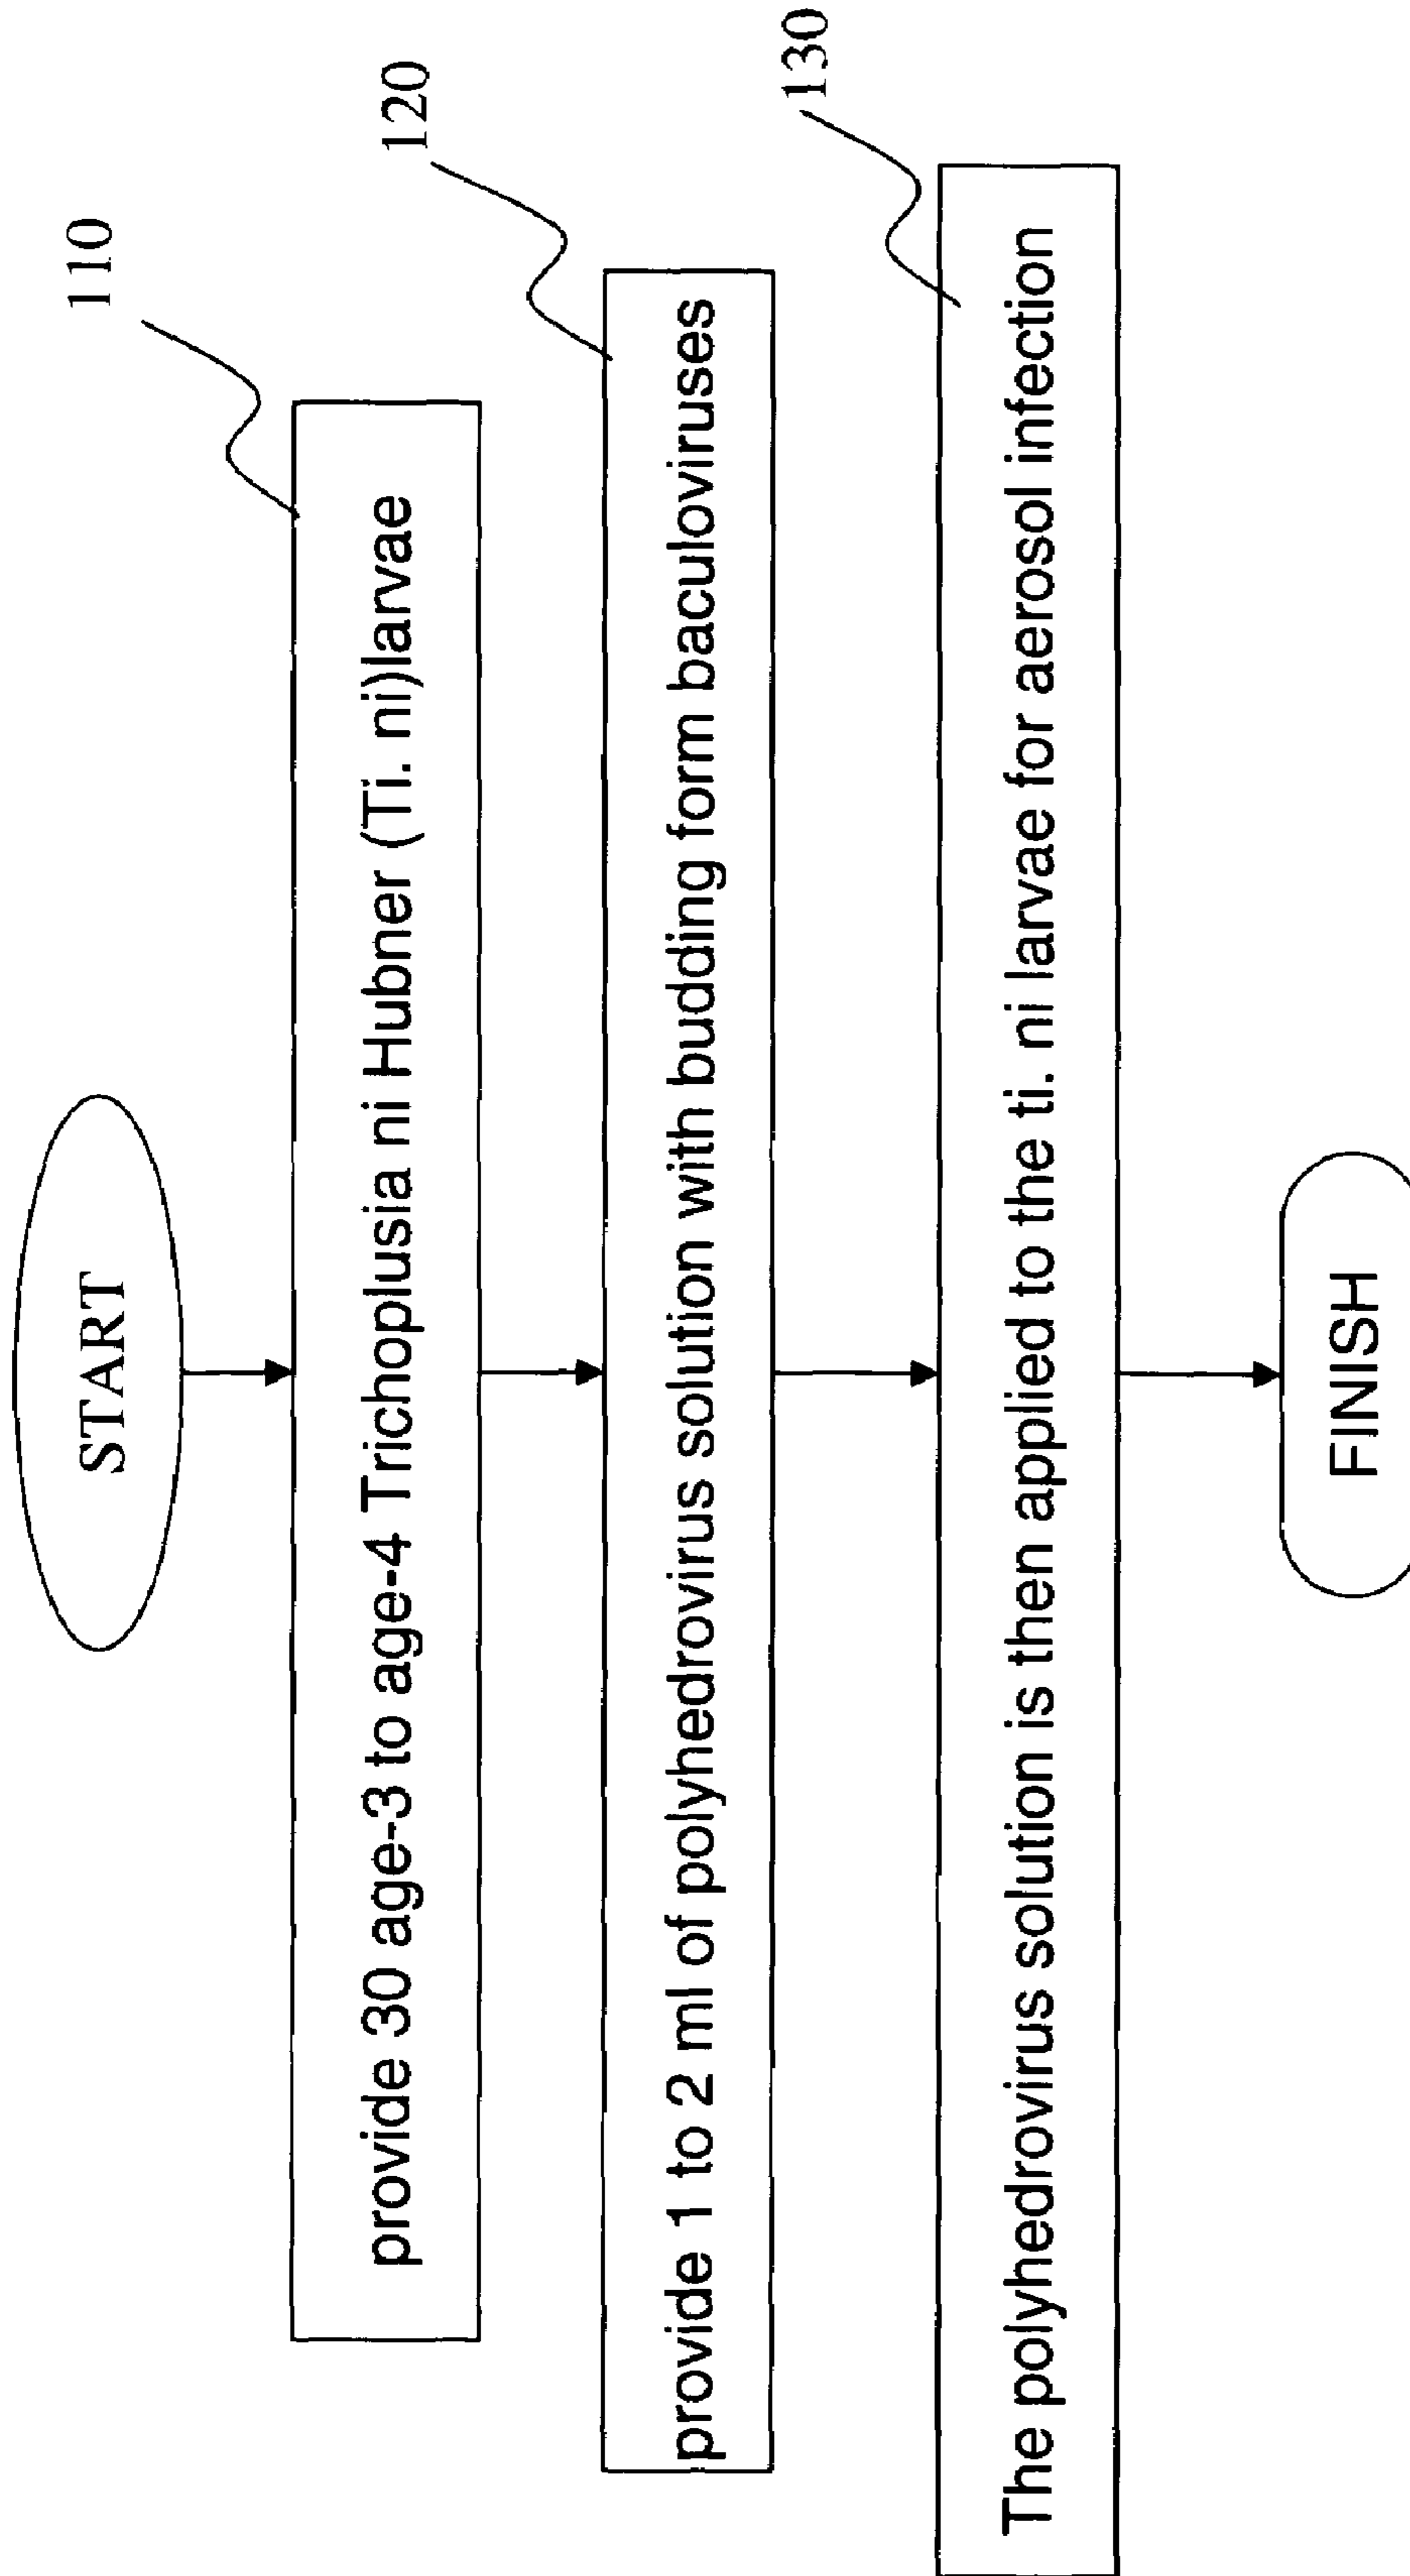 START
110
provide 30 age-3 to age-4 Trichoplusia ni Hubner (Ti. ni)larvae
120
provide 1 to 2 ml of polyhedrovirus solution with budding form baculoviruses
130
The polyhedrovirus solution is then applied to the ti. ni larvae for aerosol infection
FINISH